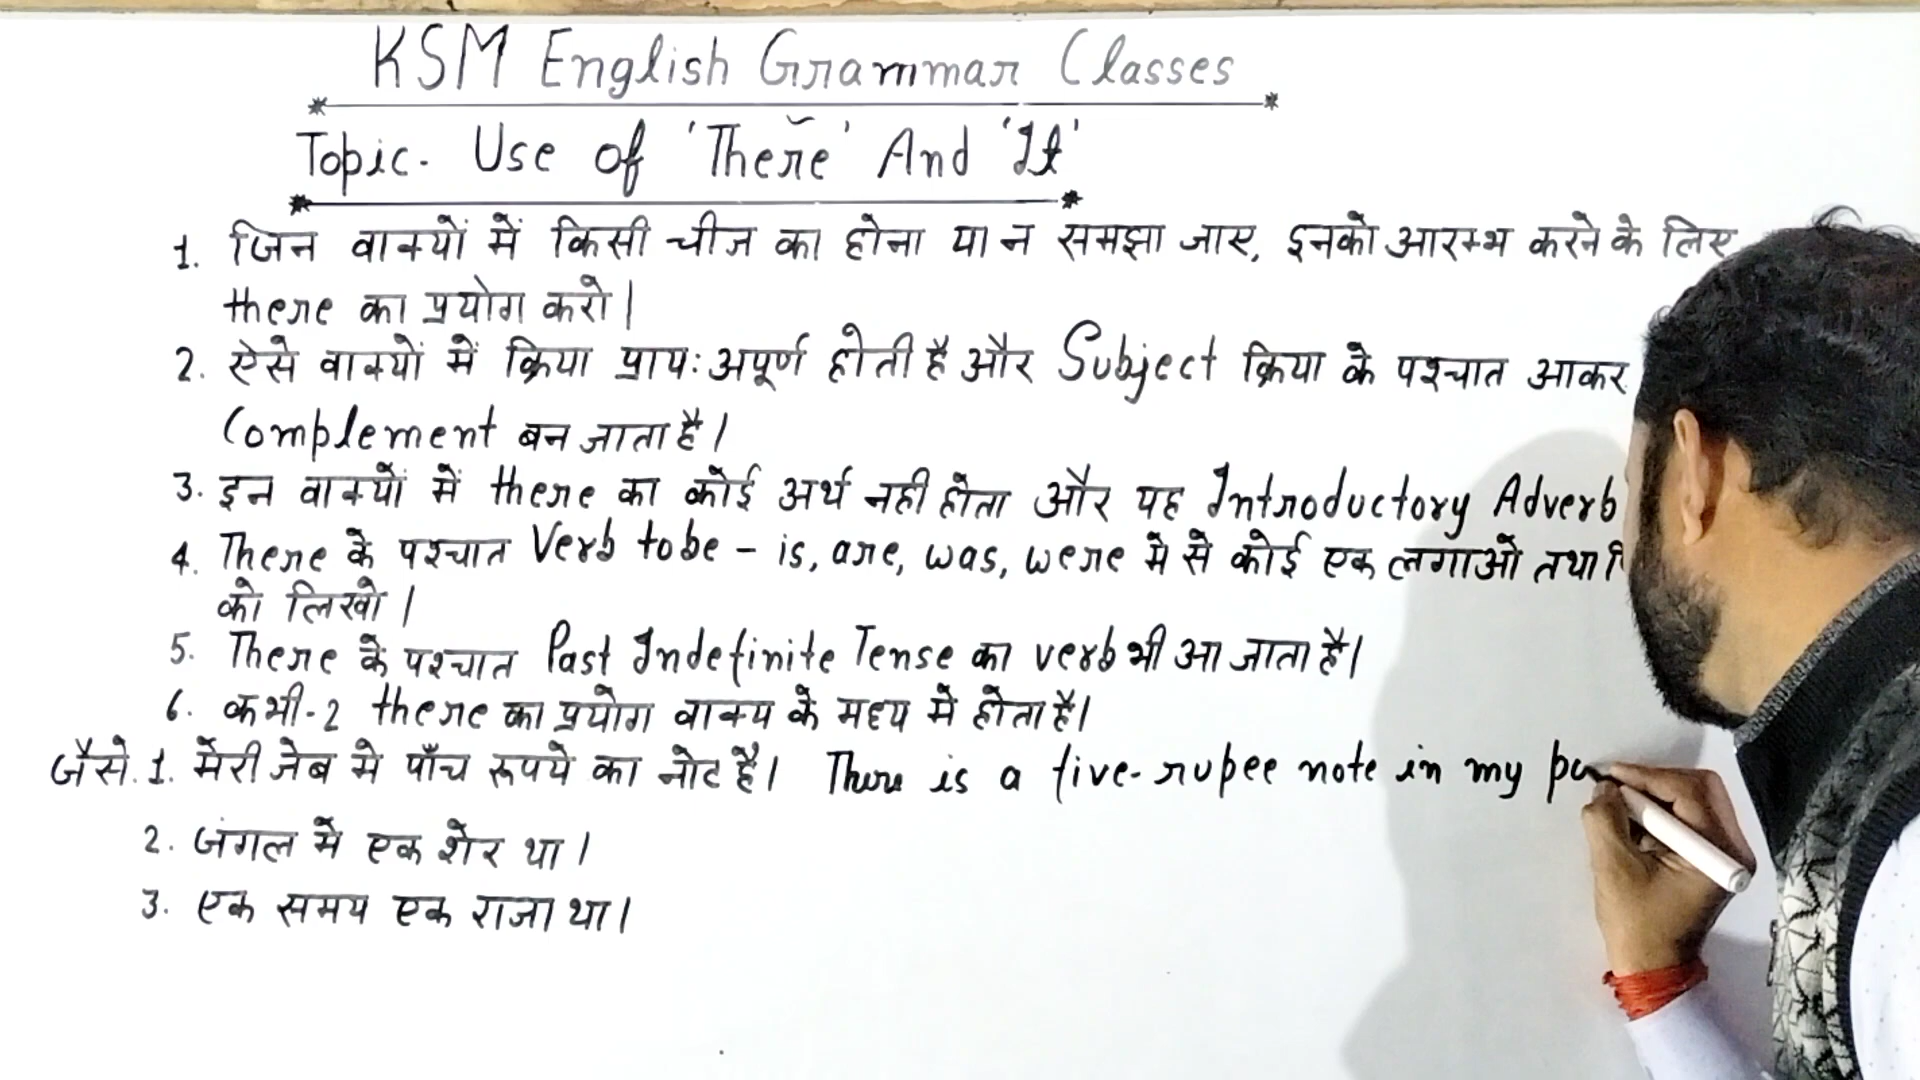 KSM English Grammar Classes
Topic. Use of 'There' And 'It'
1. जिन वाक्यों में किसी चीज का होना या न समझा जाए, इनको आरम्भ करने के लिए
there का प्रयोग करो।
2. ऐसे वाक्यों में क्रिया प्राय: अपूर्ण होती है और Subject क्रिया के पश्चात आकर
Complement बन जाता है।
3. इन वाक्यों में there का कोई अर्थ नही होता और यह Introductory Adverb
4. There के पश्चात Verb to be - is, are, was, were मे से कोई एक लगाओ तथा
को लिखो।
5. There के पश्चात Past Indefinite Tense का verb भी आ जाता है।
6. कभी-2 there का प्रयोग वाक्य के मध्य मे होता है।
जैसे. 1. मेरी जेब मे पाँच रूपये का नोट है। There is a five-rupee note in my
2. जंगल मे एक शेर था।
3. एक समय एक राजा था।